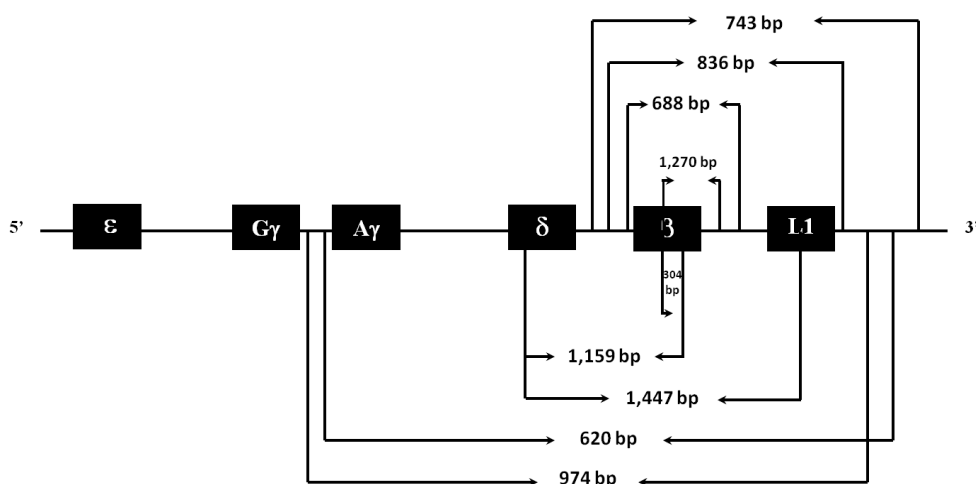 743 bp
836 bp
688 bp
1,270 bp
5’ ε Gγ Aγ δ β L1 3’
304
bp
1,159 bp
1,447 bp
620 bp
974 bp